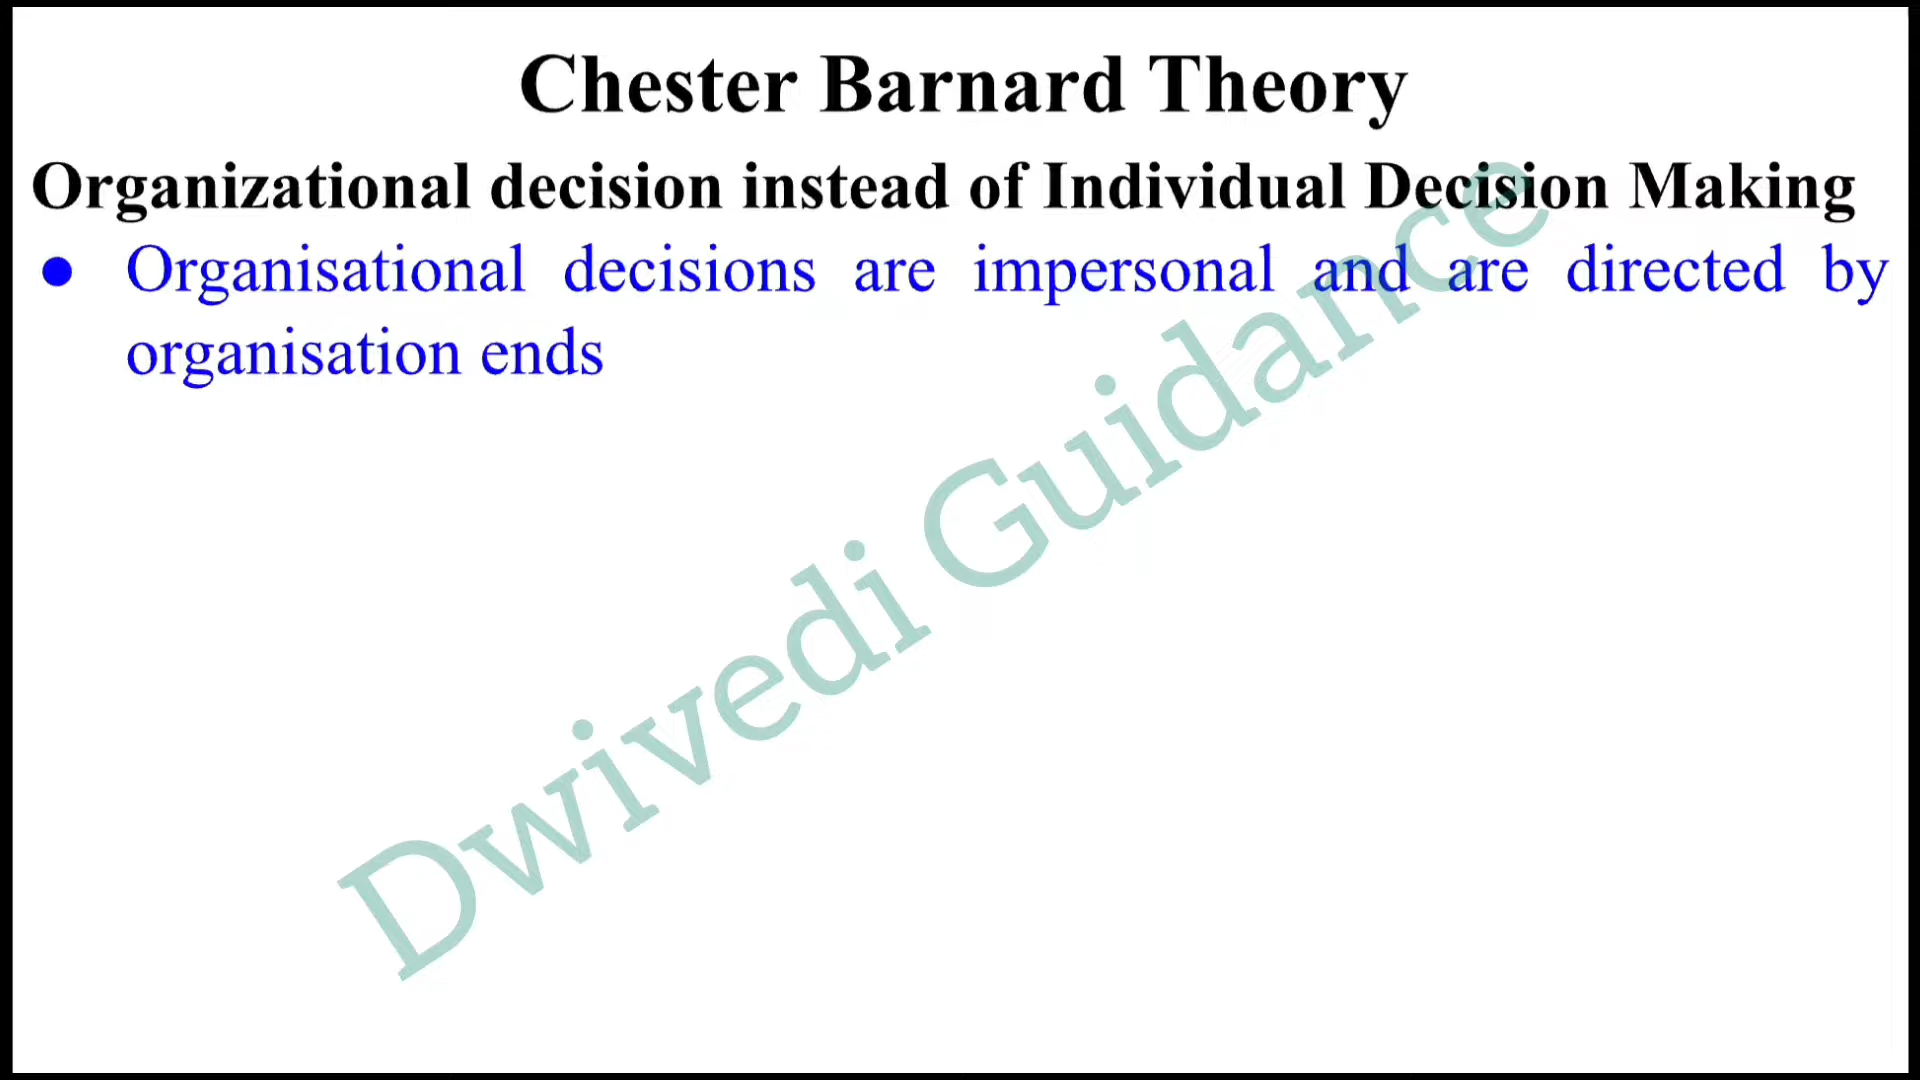 Chester Barnard Theory
Organizational decision instead of Individual Decision Making
● Organisational decisions are impersonal and are directed by
organisation ends
Dwivedi Guidance